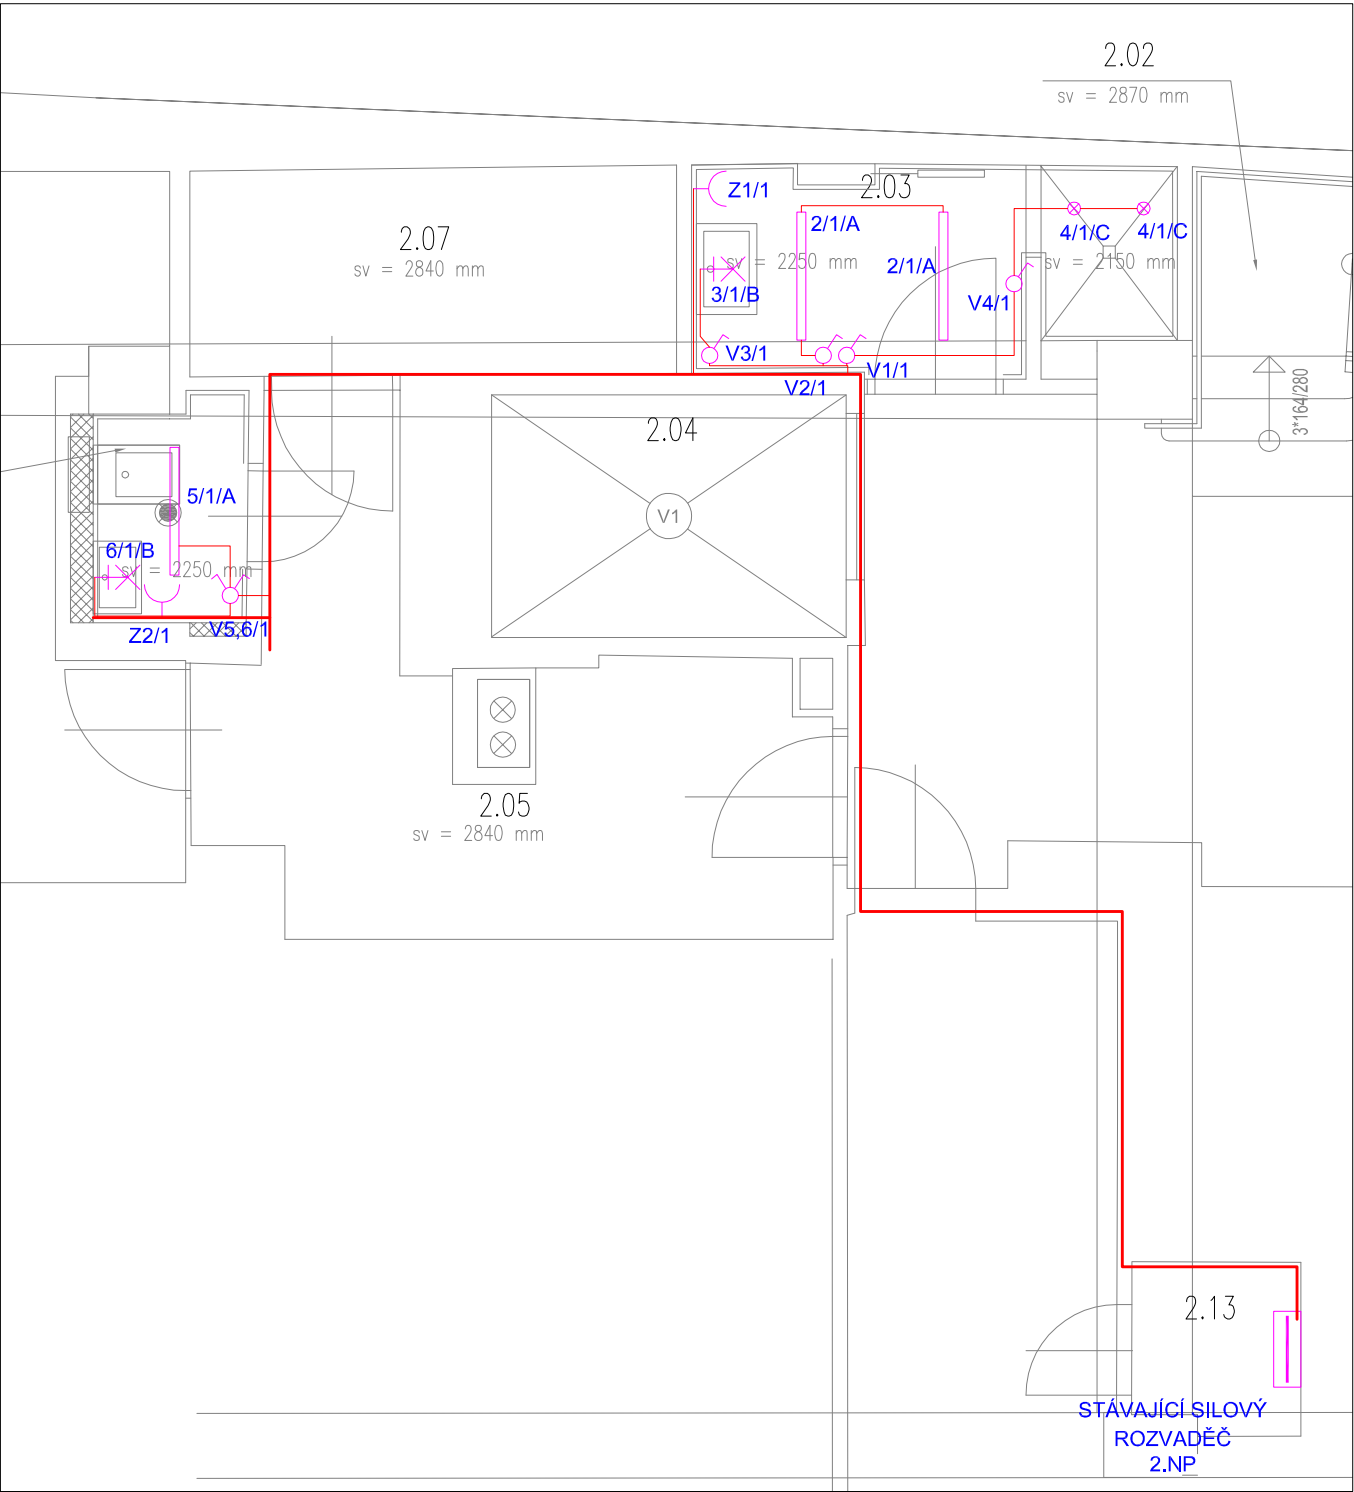 2.02
sv = 2870 mm
Z1/1
2.03
2/1/A
4/1/C
4/1/C
2.07
sv = 2840 mm
sv = 2250 mm
2/1/A
sv = 2150 mm
3/1/B
V4/1
V3/1
V1/1
V2/1
3*164/280
2.04
5/1/A
V1
6/1/B
sv = 2250 mm
Z2/1
V5,6/1
2.05
sv = 2840 mm
2.13
STÁVAJÍCÍ SILOVÝ
ROZVADĚČ
2.NP